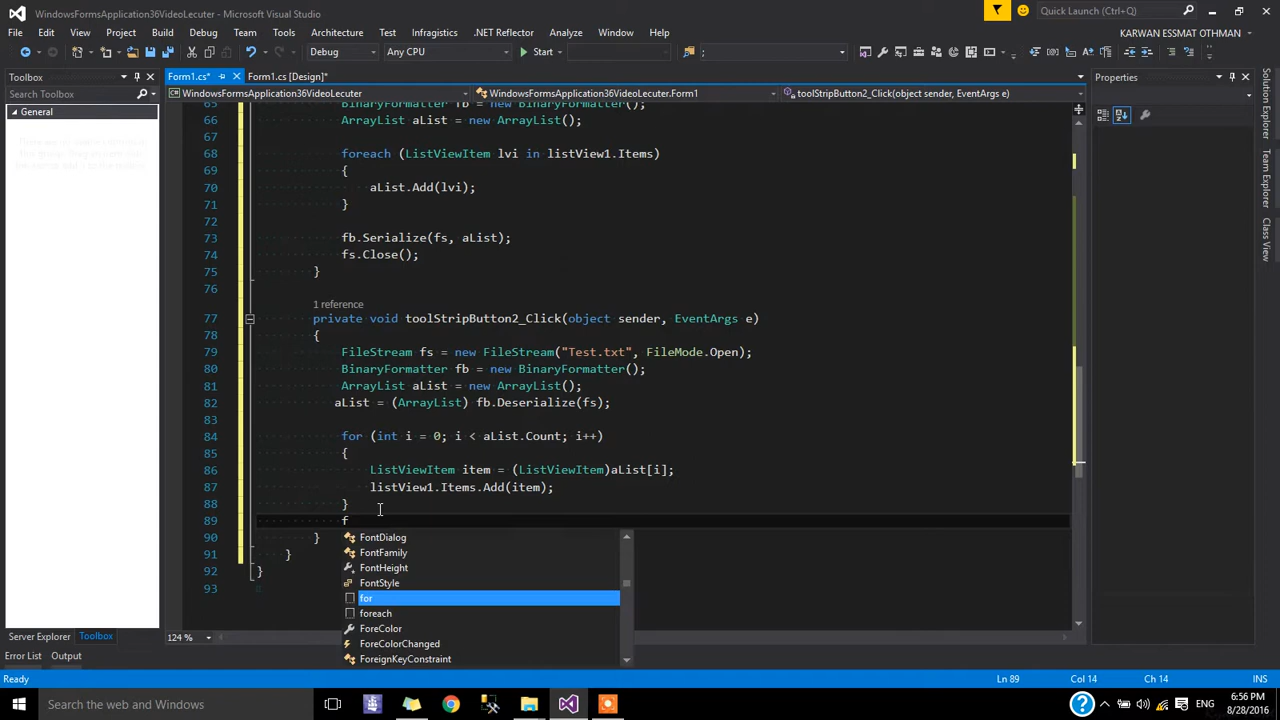 WindowsFormsApplication36VideoLecuter - Microsoft Visual Studio
Quick Launch (Ctrl+Q)
File Edit View Project Build Debug Team Tools Architecture Test .NET Reflector Analyze Window Help
KARWAN ESSMAT OTHMAN
Debug Any CPU Start ;
Toolbox
Form1.cs* Form1.cs [Design]*
Properties
Search Toolbox
WindowsFormsApplication36VideoLecuter WindowsFormsApplication36VideoLecuter.Form1 toolStripButton2_Click(object sender, EventArgs e)
General
65 BinaryFormatter fb = new BinaryFormatter();
66 ArrayList aList = new ArrayList();
67
68 foreach (ListViewItem lvi in listView1.Items)
69 {
70 aList.Add(lvi);
71 }
72
73 fb.Serialize(fs, aList);
74 fs.Close();
75 }
76
1 reference
77 private void toolStripButton2_Click(object sender, EventArgs e)
78 {
79 FileStream fs = new FileStream("Test.txt", FileMode.Open);
80 BinaryFormatter fb = new BinaryFormatter();
81 ArrayList aList = new ArrayList();
82 aList = (ArrayList) fb.Deserialize(fs);
83
84 for (int i = 0; i < aList.Count; i++)
85 {
86 ListViewItem item = (ListViewItem)aList[i];
87 listView1.Items.Add(item);
88 }
89 f
90 }
91 }
92 }
93
FontDialog
FontFamily
FontHeight
FontStyle
for
foreach
ForeColor
ForeColorChanged
ForeignKeyConstraint
Solution Explorer
Team Explorer
Class View
124 %
Server Explorer Toolbox
Error List Output
Ready Ln 89 Col 14 Ch 14 INS
Search the web and Windows
ENG
6:56 PM
8/28/2016